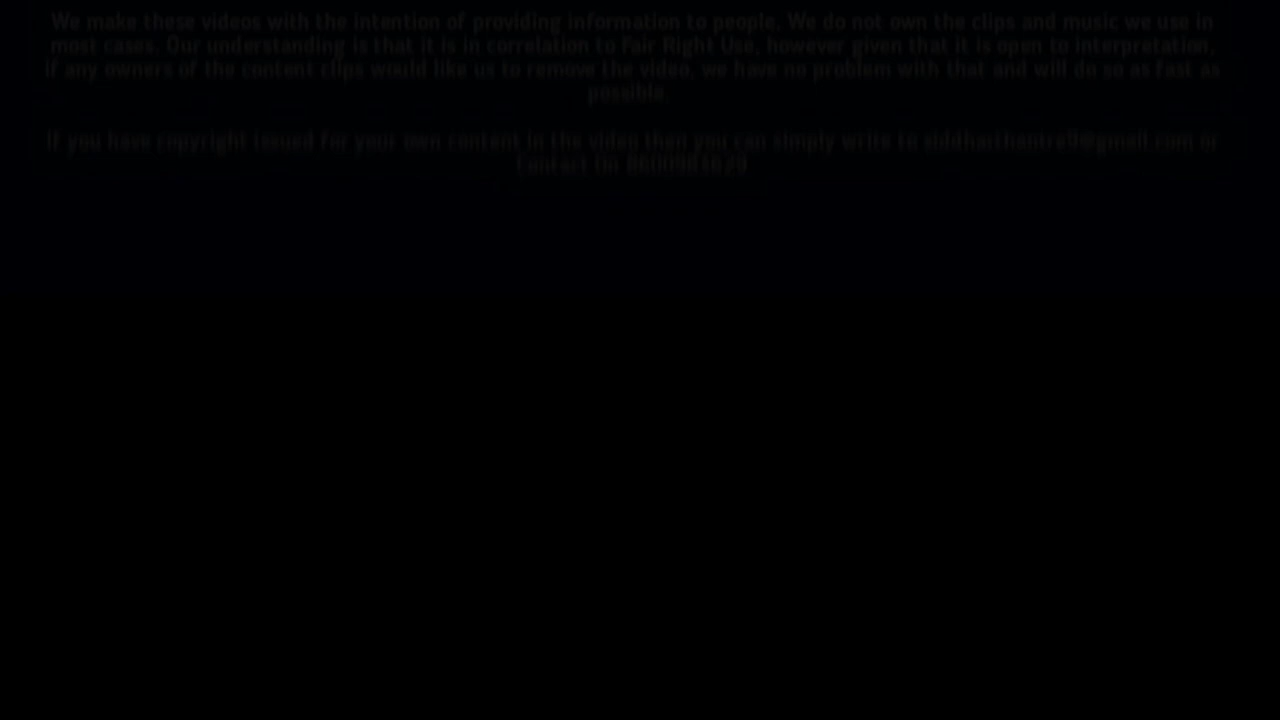 We make these videos with the intention of providing information to people. We do not own the clips and music we use in
most cases. Our understanding is that it is in correlation to Fair Right Use, however given that it is open to interpretation,
If any owners of the content clips would like us to remove the video, we have no problem with that and will do so as fast as
possible.
If you have copyright issued for your own content in the video then you can simply write to or
Contact On